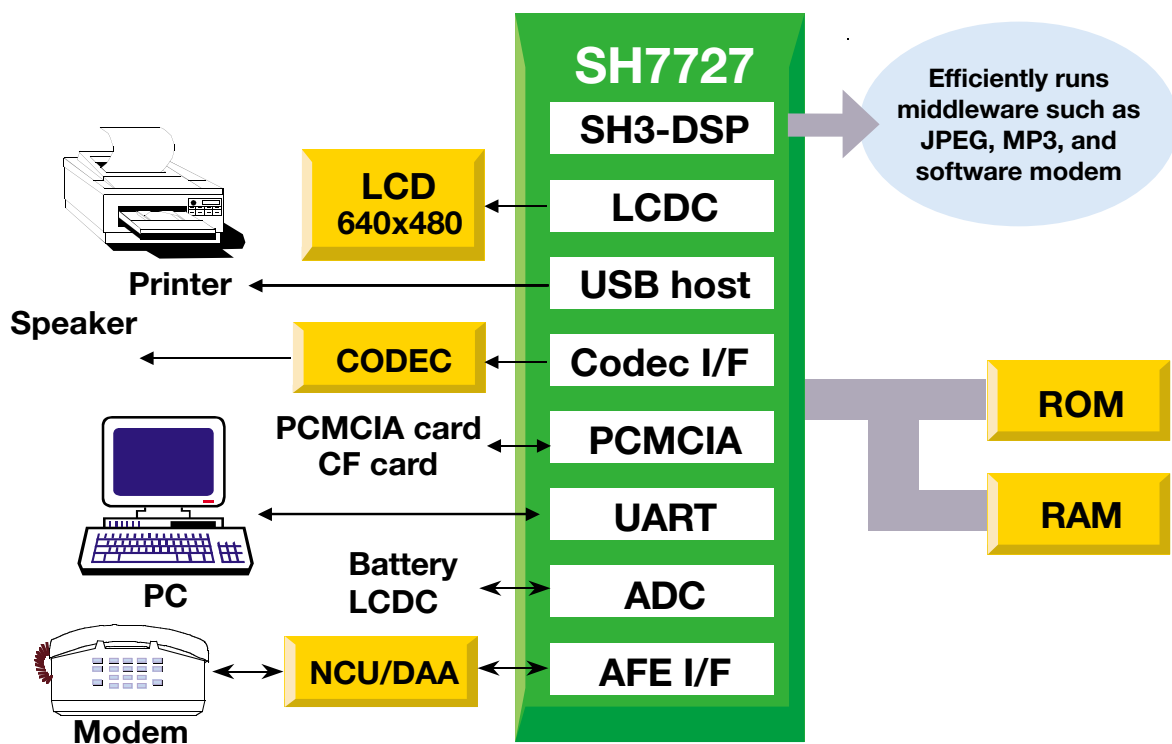 SH7727
SH3-DSP
LCDC
USB host
Codec I/F
PCMCIA
UART
ADC
AFE I/F
Efficiently runs
middleware such as
JPEG, MP3, and
software modem
LCD
640x480
Printer
Speaker
CODEC
PCMCIA card
CF card
PC
Battery
LCDC
NCU/DAA
Modem
ROM
RAM